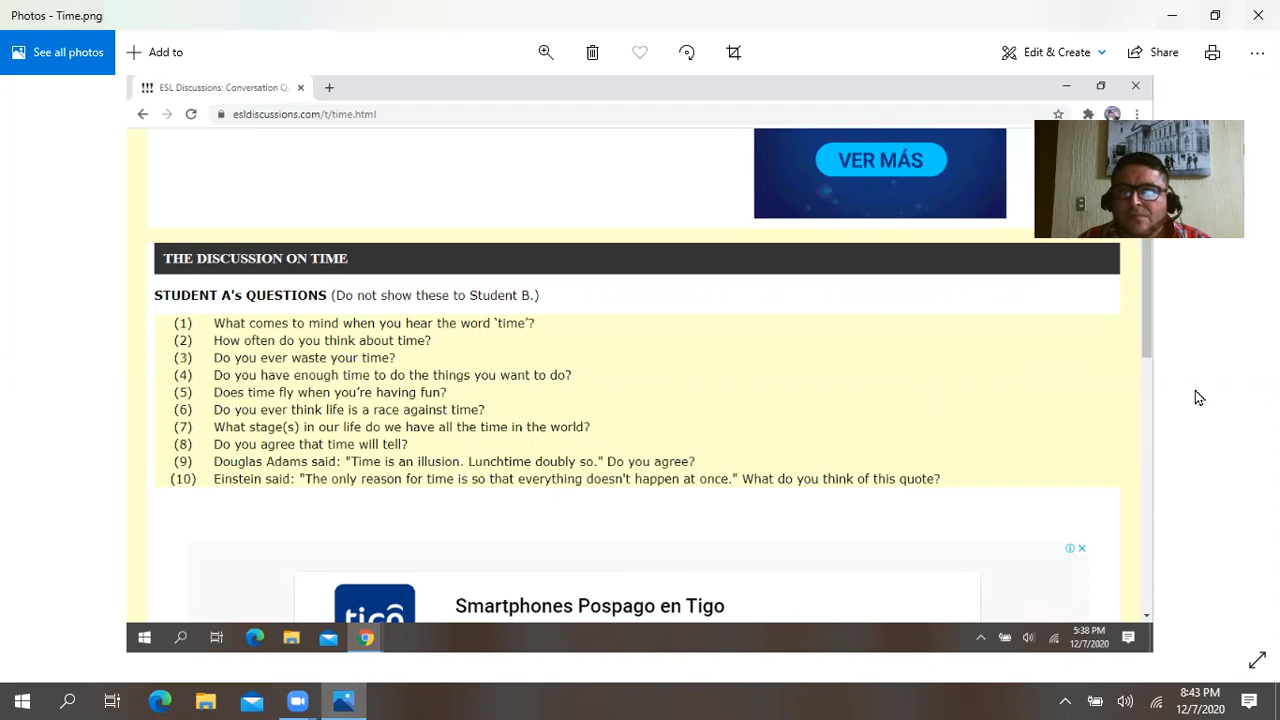 Photos - Time.png
See all photos
Add to
Edit & Create
Share
ESL Discussions: Conversation Q
esldiscussions.com/t/time.html
VER MÁS
THE DISCUSSION ON TIME
STUDENT A's QUESTIONS (Do not show these to Student B.)
(1) What comes to mind when you hear the word ‘time’?
(2) How often do you think about time?
(3) Do you ever waste your time?
(4) Do you have enough time to do the things you want to do?
(5) Does time fly when you’re having fun?
(6) Do you ever think life is a race against time?
(7) What stage(s) in our life do we have all the time in the world?
(8) Do you agree that time will tell?
(9) Douglas Adams said: "Time is an illusion. Lunchtime doubly so." Do you agree?
(10) Einstein said: "The only reason for time is so that everything doesn't happen at once." What do you think of this quote?
tigo
Smartphones Pospago en Tigo
5:38 PM
12/7/2020
8:43 PM
12/7/2020